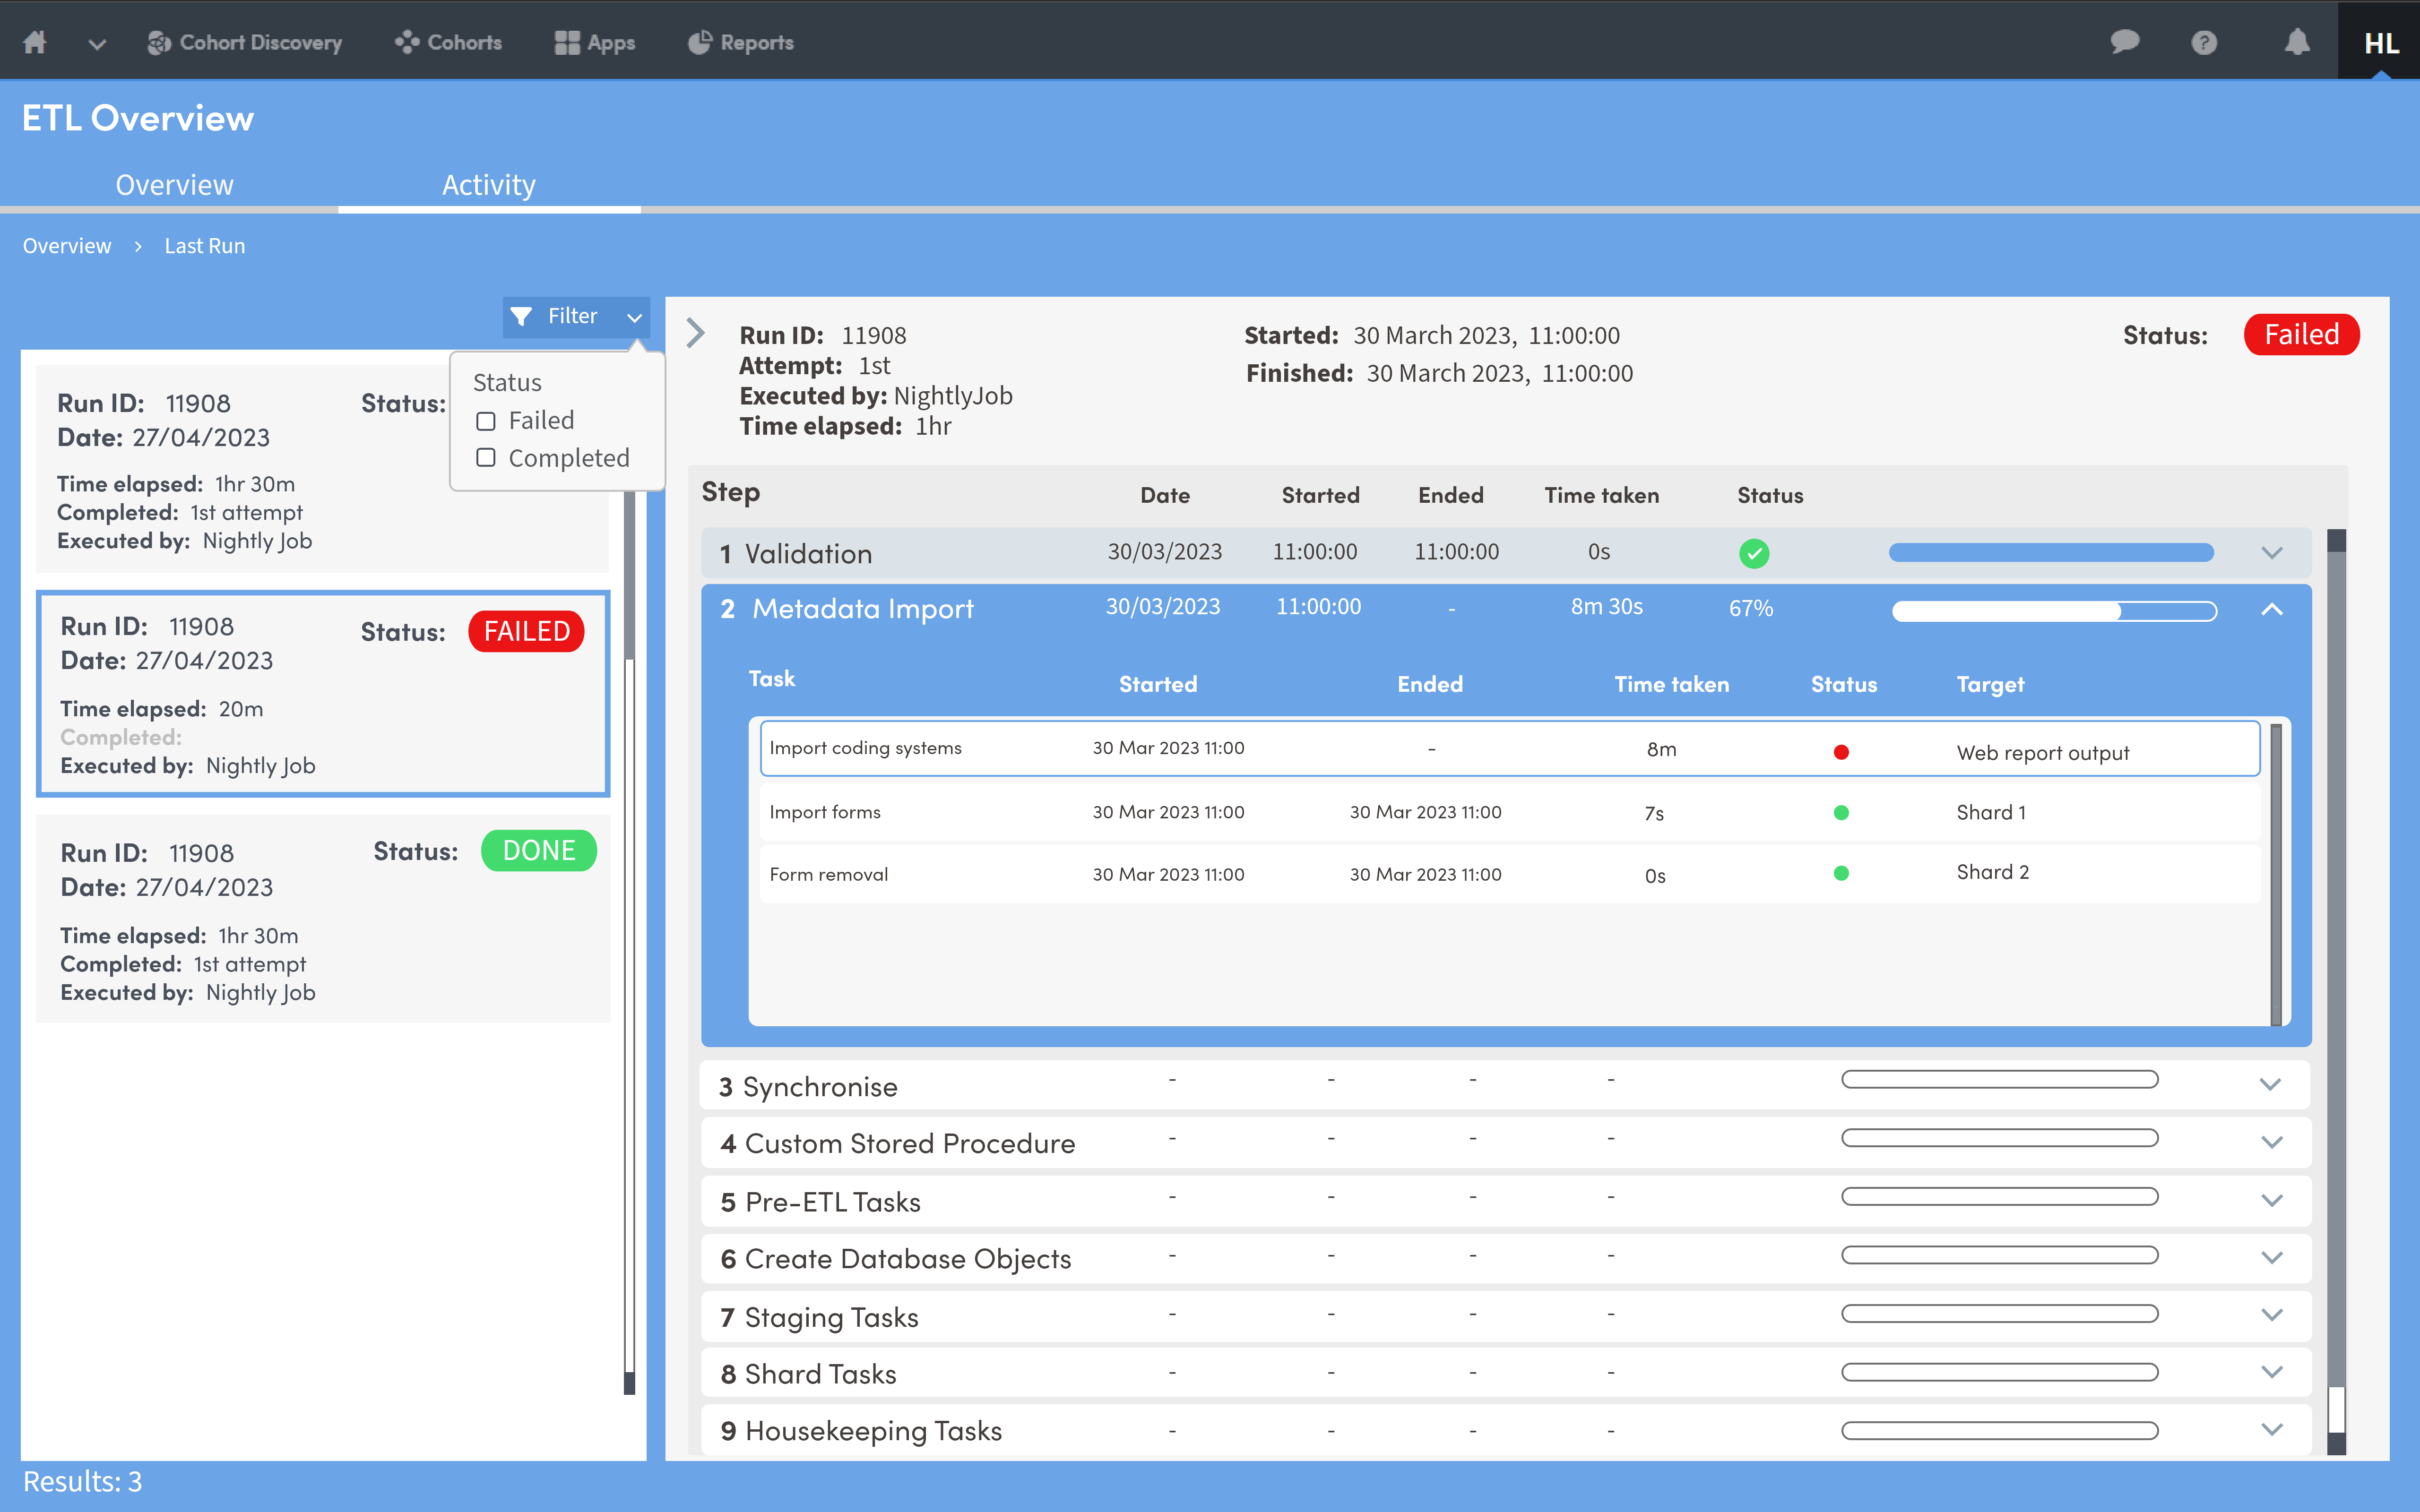 Cohort Discovery Cohorts Apps Reports ? HL
ETL Overview
Overview Activity
Overview > Last Run
Filter
Status
Failed
Completed
Run ID: 11908 Status:
Date: 27/04/2023
Time elapsed: 1hr 30m
Completed: 1st attempt
Executed by: Nightly Job
Run ID: 11908 Status: FAILED
Date: 27/04/2023
Time elapsed: 20m
Completed:
Executed by: Nightly Job
Run ID: 11908 Status: DONE
Date: 27/04/2023
Time elapsed: 1hr 30m
Completed: 1st attempt
Executed by: Nightly Job
Results: 3
Run ID: 11908
Attempt: 1st
Executed by: NightlyJob
Time elapsed: 1hr
Started: 30 March 2023, 11:00:00
Finished: 30 March 2023, 11:00:00
Status: Failed
Step Date Started Ended Time taken Status
1 Validation 30/03/2023 11:00:00 11:00:00 0s
2 Metadata Import 30/03/2023 11:00:00 - 8m 30s 67%
Task Started Ended Time taken Status Target
Import coding systems 30 Mar 2023 11:00 - 8m Web report output
Import forms 30 Mar 2023 11:00 30 Mar 2023 11:00 7s Shard 1
Form removal 30 Mar 2023 11:00 30 Mar 2023 11:00 0s Shard 2
3 Synchronise - - - -
4 Custom Stored Procedure - - - -
5 Pre-ETL Tasks - - - -
6 Create Database Objects - - - -
7 Staging Tasks - - - -
8 Shard Tasks - - - -
9 Housekeeping Tasks - - - -